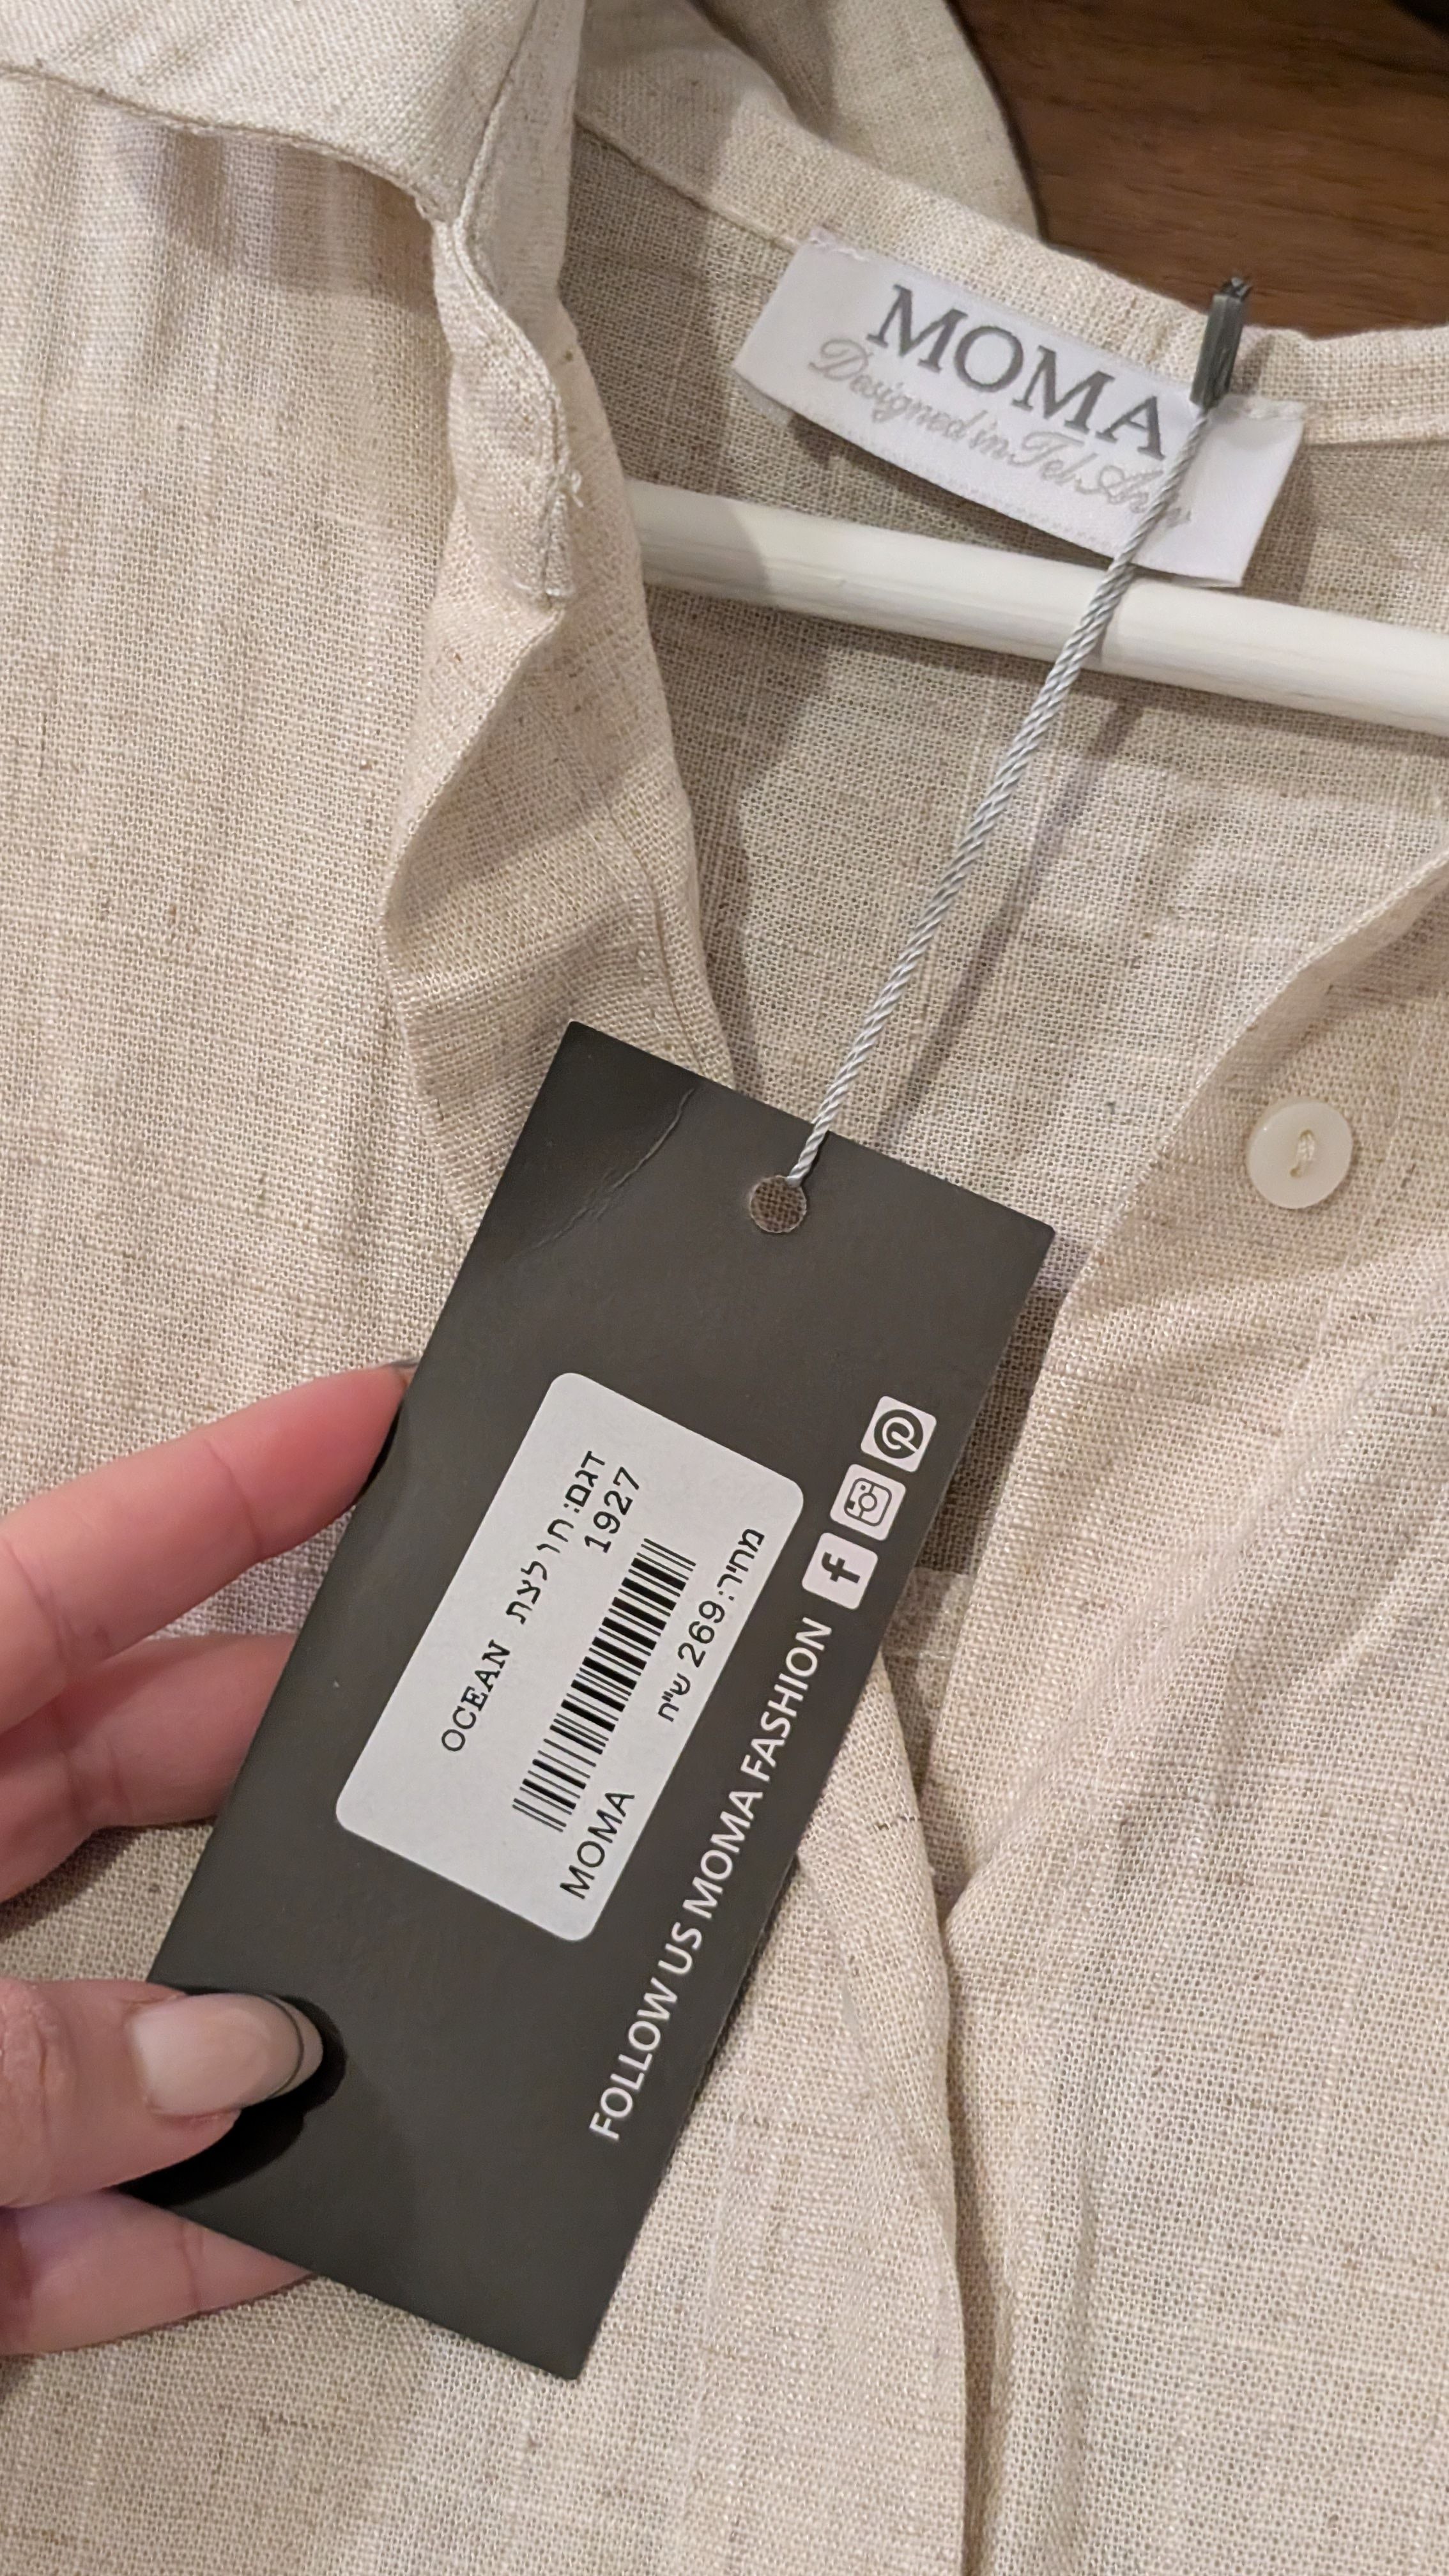 MOMA
Designed in Tel Aviv
דגם: חולצת OCEAN
1927
מחיר: 269 ש"ח
MOMA
FOLLOW US MOMA FASHION